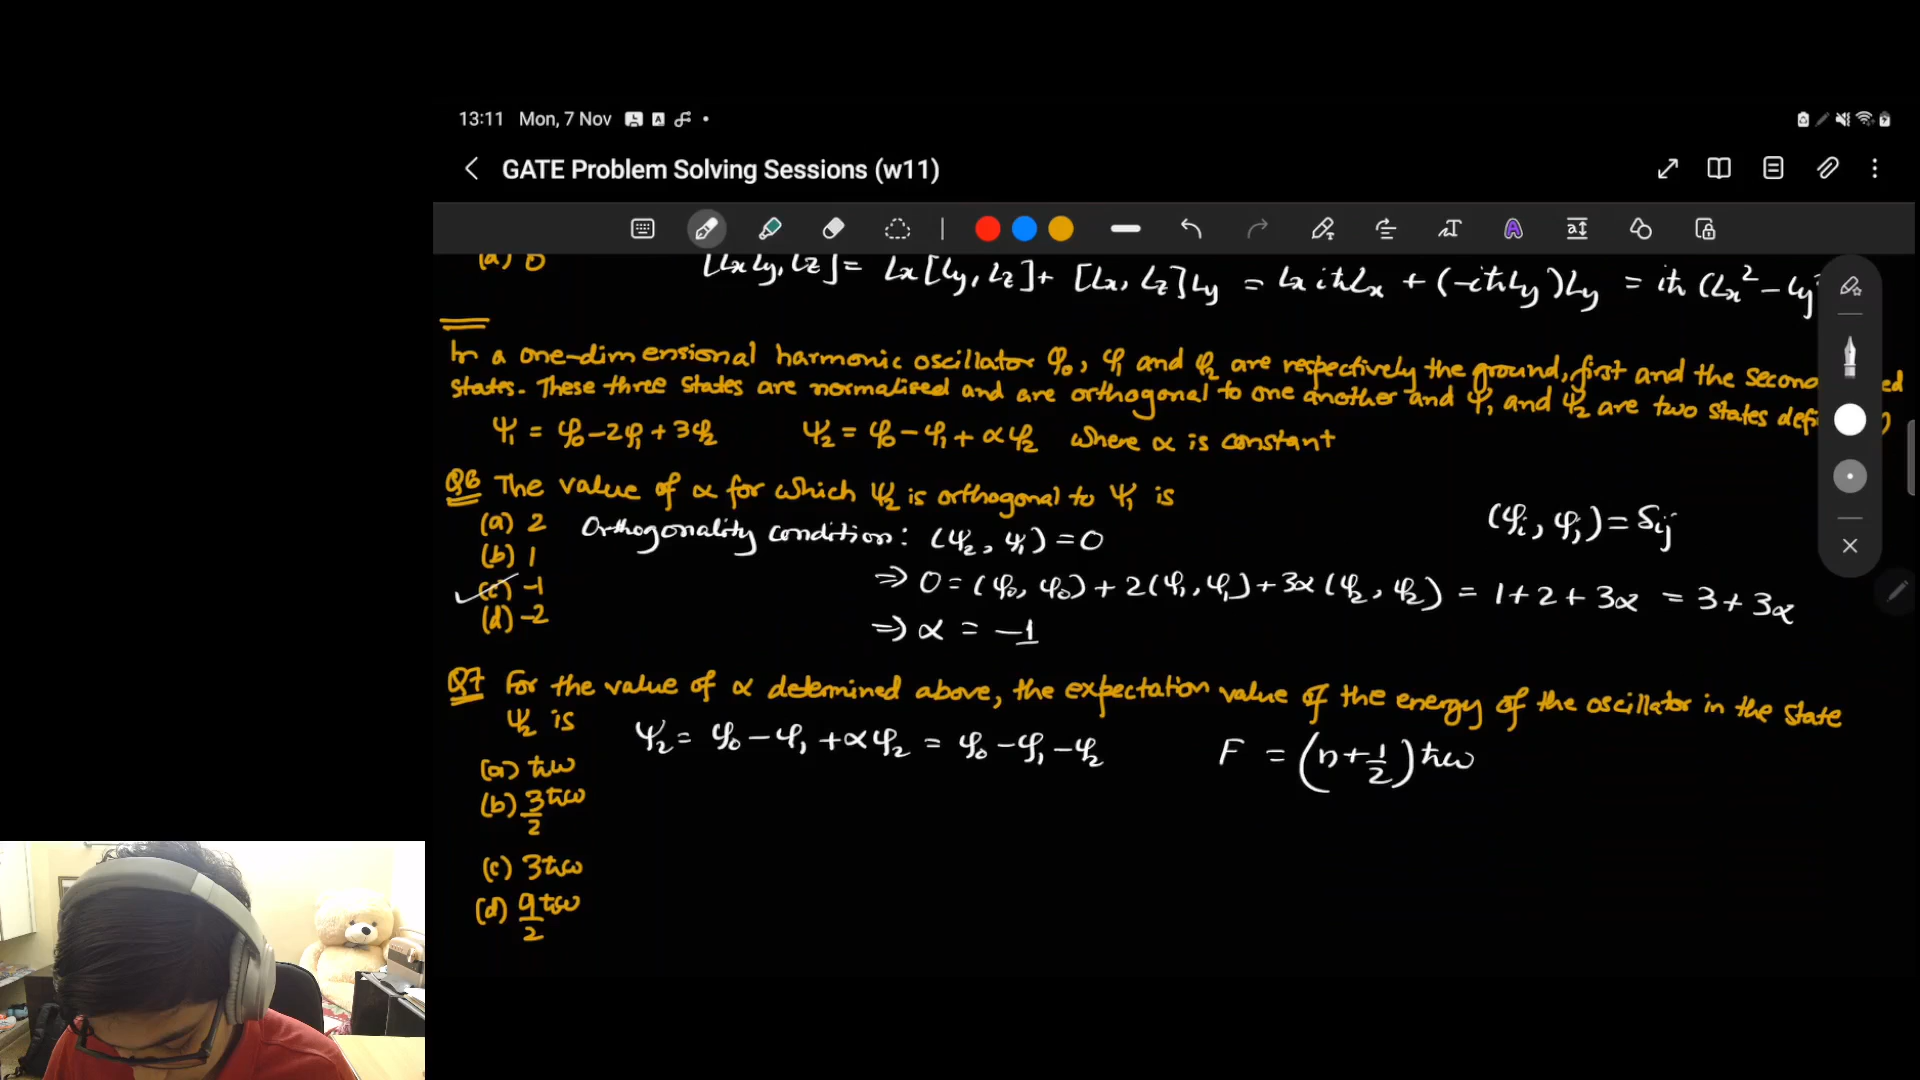 13:11 Mon, 7 Nov
GATE Problem Solving Sessions (w11)
(d) 0 [LxLy, Lz] = Lx[Ly, Lz] + [Lx, Lz]Ly = Lx iħLx + (-iħLy)Ly = iħ (Lx² - Ly²
In a one-dimensional harmonic oscillator φ₀, φ₁ and φ₂ are respectively the ground, first and the secon ed
states. These three states are normalised and are orthogonal to one another and ψ₁ and ψ₂ are two states def )
ψ₁ = φ₀ - 2φ₁ + 3φ₂ ψ₂ = φ₀ - φ₁ + αφ₂ where α is constant
Q6 The value of α for which ψ₂ is orthogonal to ψ₁ is
(a) 2 Orthogonality condition: (ψ₂, ψ₁) = 0 (φᵢ, φⱼ) = δᵢⱼ
(b) 1
(c) -1 ⇒ 0 = (φ₀, φ₀) + 2(φ₁, φ₁) + 3α(φ₂, φ₂) = 1 + 2 + 3α = 3 + 3α
(d) -2 ⇒ α = -1
Q7 For the value of α determined above, the expectation value of the energy of the oscillator in the state
ψ₂ is ψ₂ = φ₀ - φ₁ + αφ₂ = φ₀ - φ₁ - φ₂ F = (n + 1/2)ħω
(a) ħω
(b) 3/2 ħω
(c) 3ħω
(d) 9/2 ħω